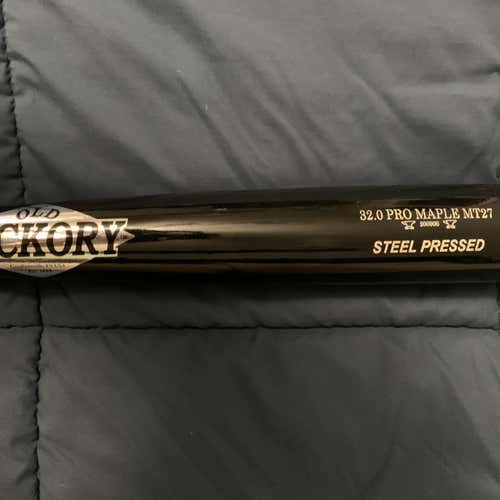 OLD
CKORY
32.0 PRO MAPLE MT27
STEEL PRESSED